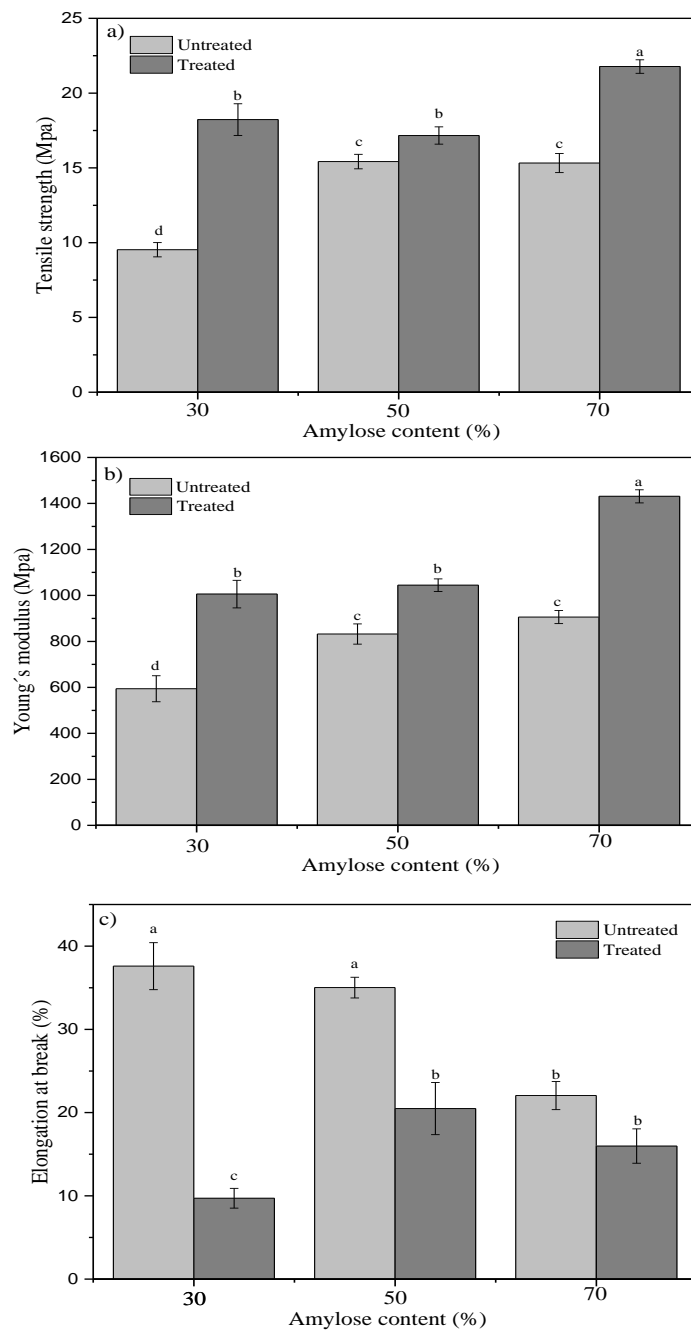 a)
Untreated
Treated
25
20
15
10
5
0
Tensile strength (Mpa)
d
b
c
b
c
a
30
50
70
Amylose content (%)
b)
Untreated
Treated
1600
1400
1200
1000
800
600
400
200
0
Young´s modulus (Mpa)
d
b
c
b
c
a
30
50
70
Amylose content (%)
c)
Untreated
Treated
40
30
20
10
0
Elongation at break (%)
a
c
a
b
b
b
30
50
70
Amylose content (%)